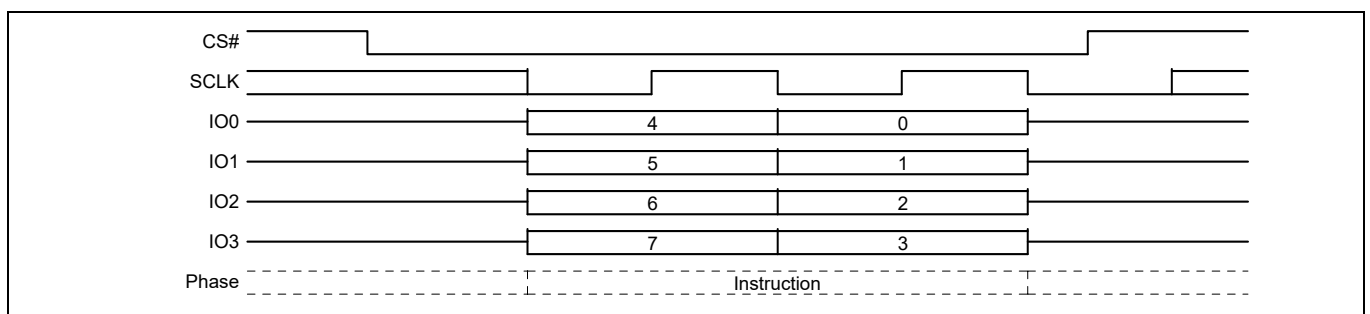 CS#
SCLK
IO0 4 0
IO1 5 1
IO2 6 2
IO3 7 3
Phase Instruction